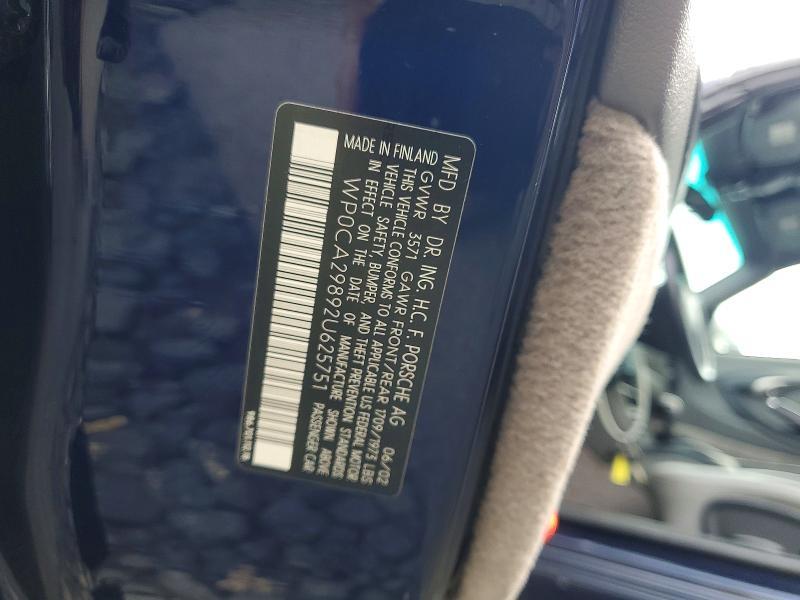 MFD BY DR. ING. H.C. F. PORSCHE AG 06/02
GVWR 3571 GAWR FRONT/REAR 1709/1975 LBS
THIS VEHICLE CONFORMS TO ALL APPLICABLE US FEDERAL MOTOR
VEHICLE SAFETY, BUMPER, AND THEFT PREVENTION STANDARDS
IN EFFECT ON THE DATE OF MANUFACTURE SHOWN ABOVE
MADE IN FINLAND
PASSENGER CAR
WP0CA29892U625751